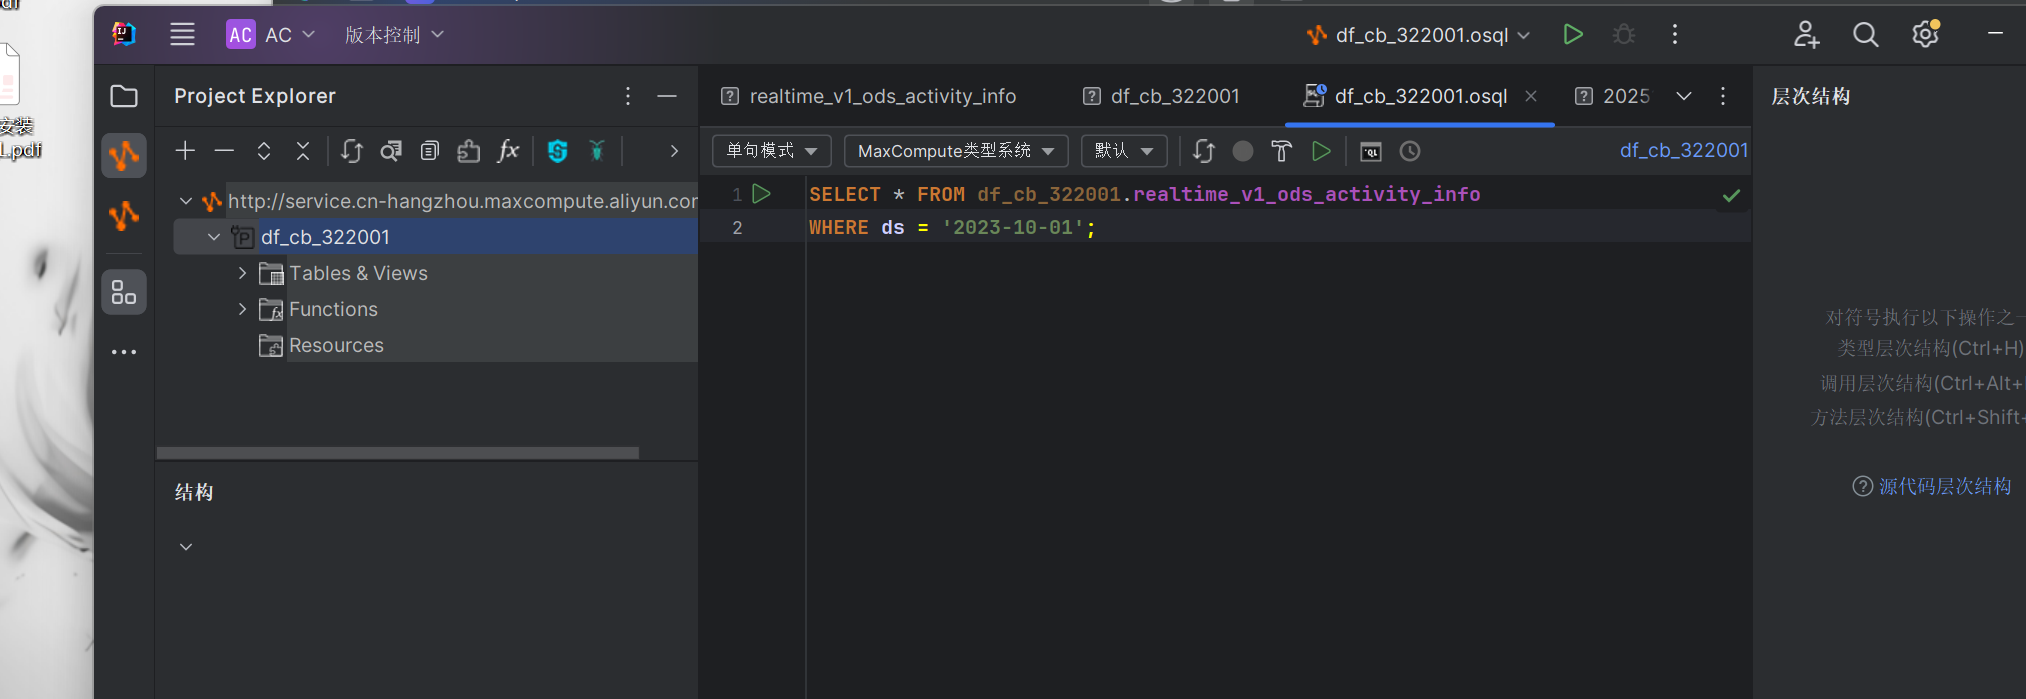 安装
1.pdf
AC AC 版本控制
df_cb_322001.osql
Project Explorer
realtime_v1_ods_activity_info
df_cb_322001
df_cb_322001.osql
2025
层次结构
单句模式
MaxCompute类型系统
默认
df_cb_322001
http://service.cn-hangzhou.maxcompute.aliyun.cor
df_cb_322001
Tables & Views
Functions
Resources
1 SELECT * FROM df_cb_322001.realtime_v1_ods_activity_info
2 WHERE ds = '2023-10-01';
对符号执行以下操作之一
类型层次结构(Ctrl+H)
调用层次结构(Ctrl+Alt+
方法层次结构(Ctrl+Shift+
源代码层次结构
结构